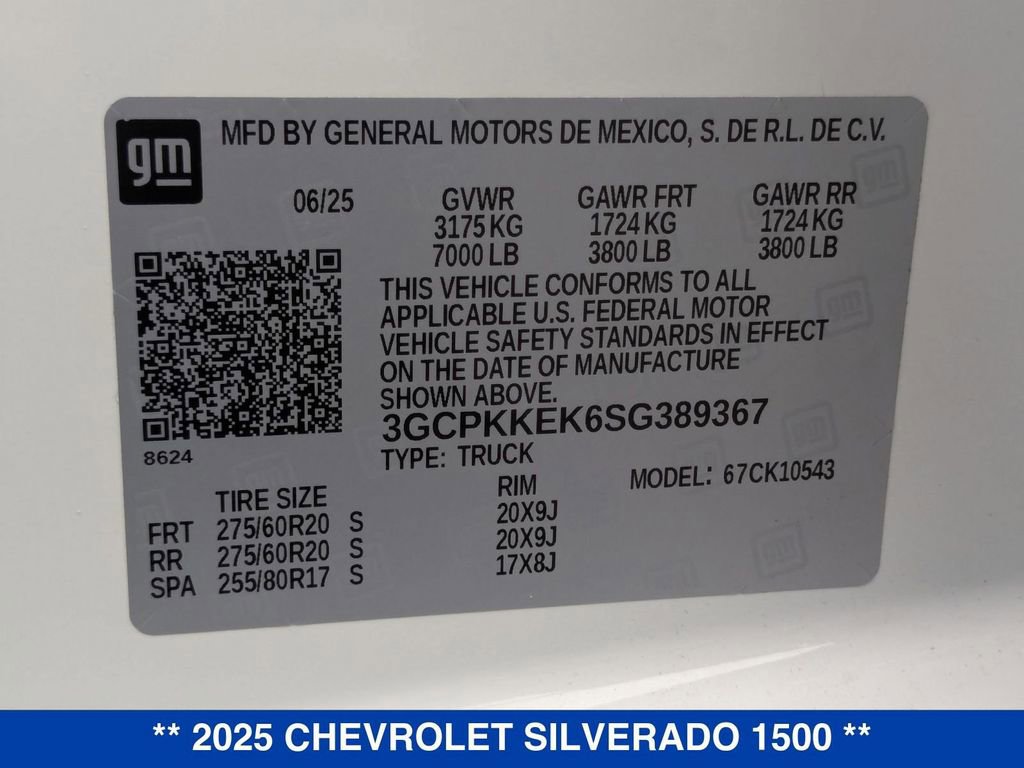 gm
MFD BY GENERAL MOTORS DE MEXICO, S. DE R.L. DE C.V.
06/25 GVWR GAWR FRT GAWR RR
3175 KG 1724 KG 1724 KG
7000 LB 3800 LB 3800 LB
THIS VEHICLE CONFORMS TO ALL
APPLICABLE U.S. FEDERAL MOTOR
VEHICLE SAFETY STANDARDS IN EFFECT
ON THE DATE OF MANUFACTURE
SHOWN ABOVE.
3GCPKKEK6SG389367
8624
TYPE: TRUCK MODEL: 67CK10543
TIRE SIZE RIM
FRT 275/60R20 S 20X9J
RR 275/60R20 S 20X9J
SPA 255/80R17 S 17X8J
** 2025 CHEVROLET SILVERADO 1500 **